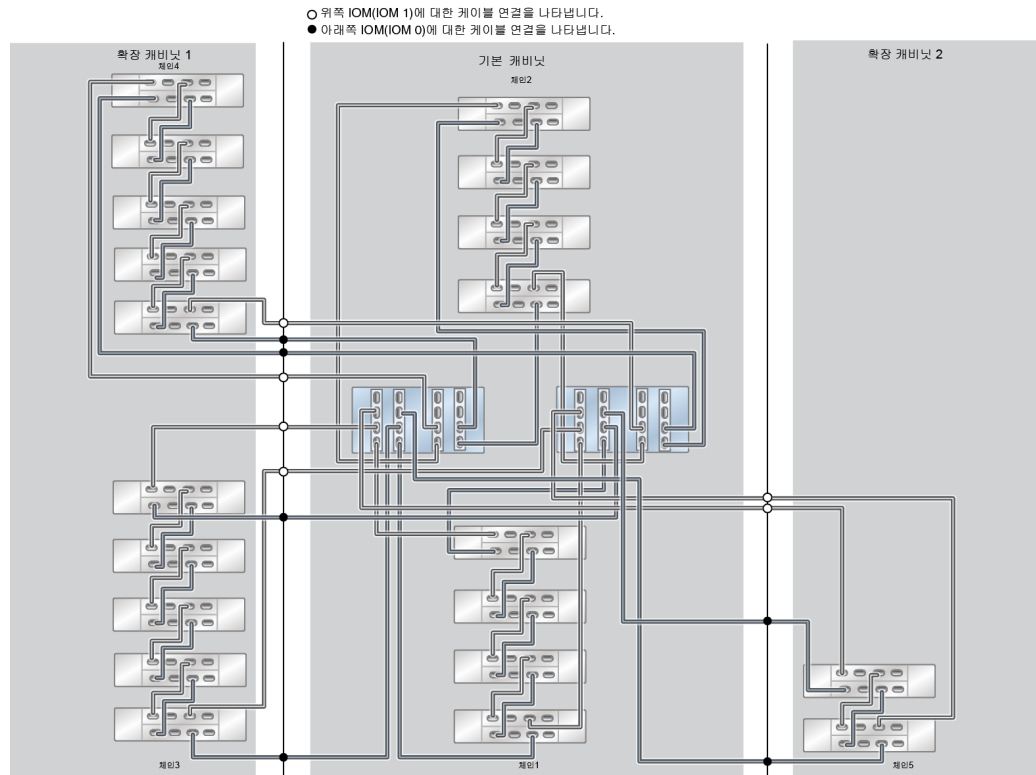 위쪽 IOM(IOM 1)에 대한 케이블 연결을 나타냅니다.
아래쪽 IOM(IOM 0)에 대한 케이블 연결을 나타냅니다.
확장 캐비닛 1
체인4
기본 캐비닛
체인2
확장 캐비닛 2
체인3
체인1
체인5